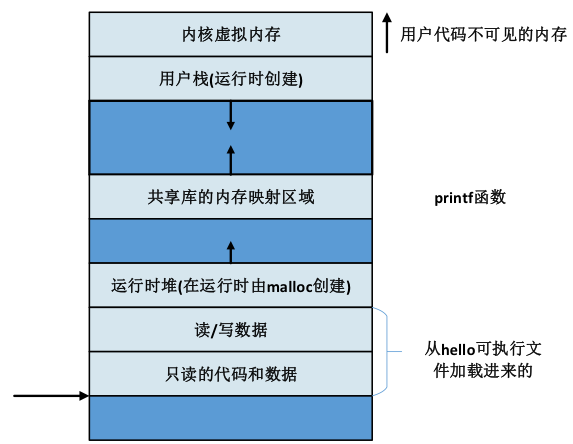 内核虚拟内存
用户代码不可见的内存
用户栈(运行时创建)
共享库的内存映射区域
printf函数
运行时堆(在运行时由malloc创建)
读/写数据
从hello可执行文
件加载进来的
只读的代码和数据